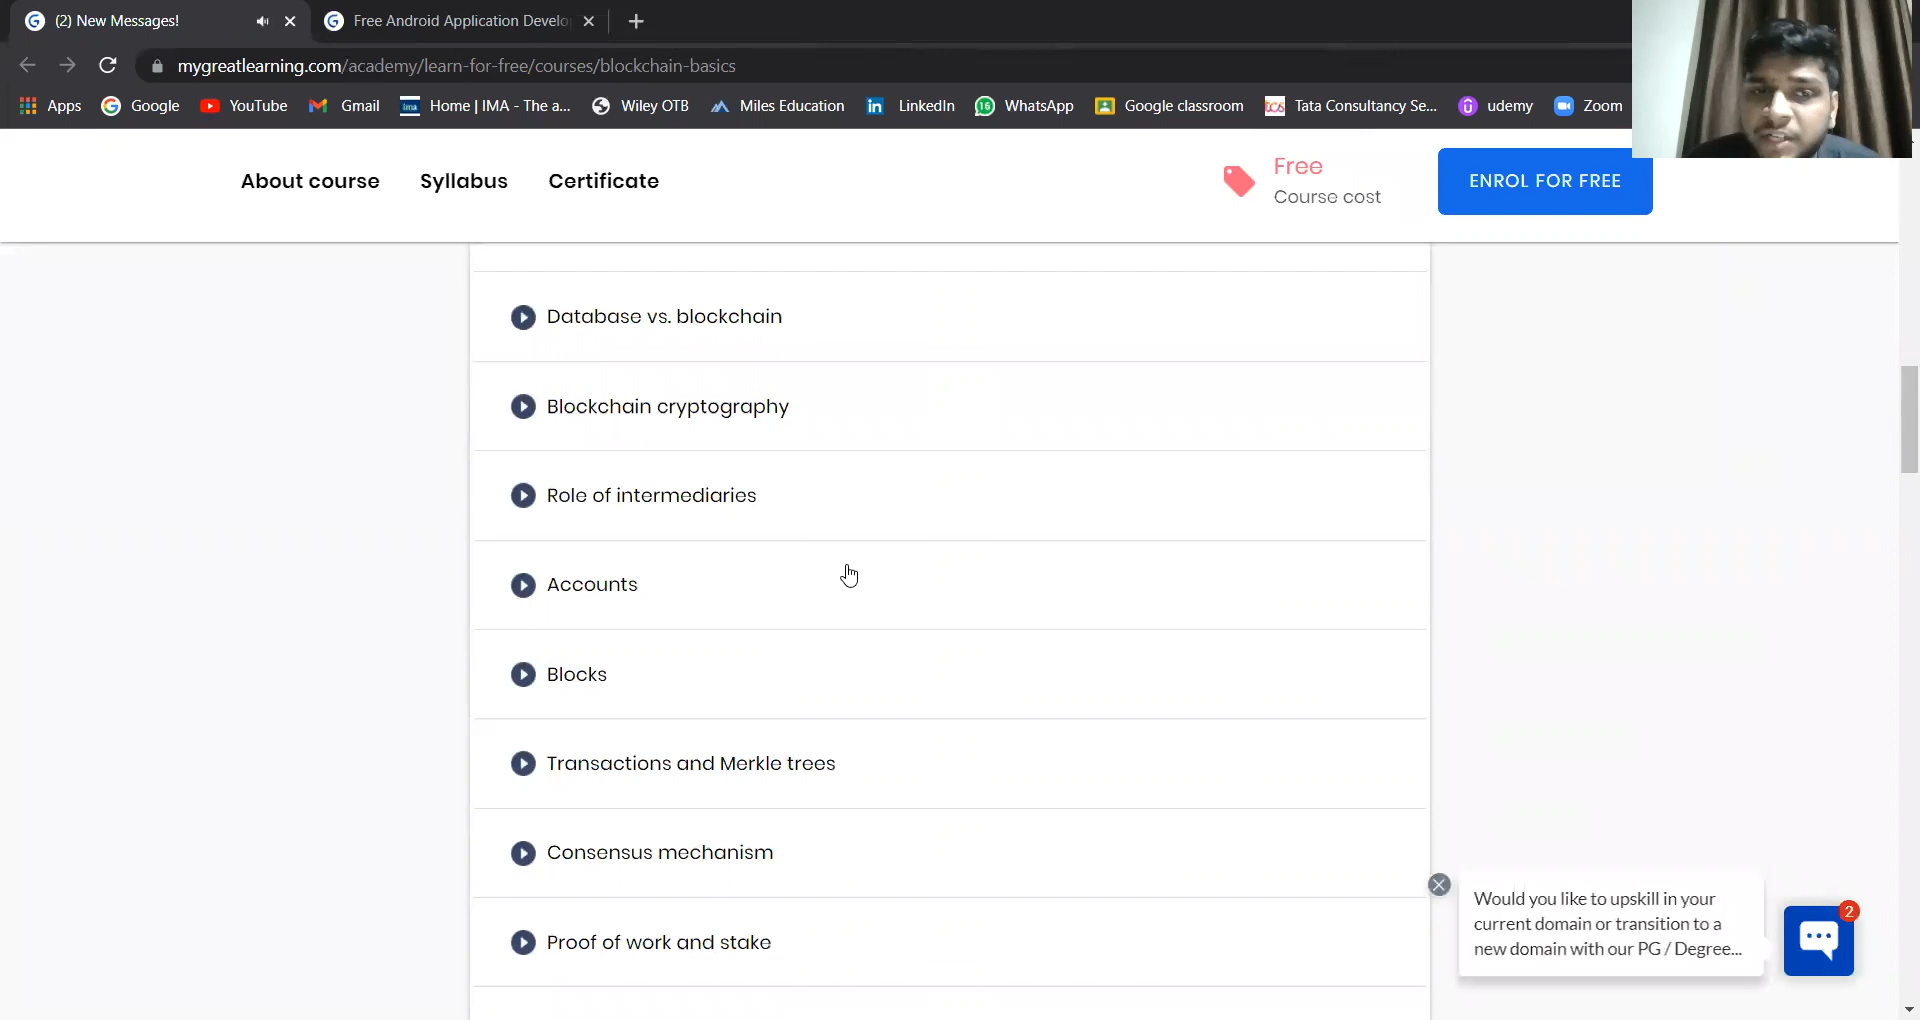 (2) New Messages!
Free Android Application Develo
mygreatlearning.com/academy/learn-for-free/courses/blockchain-basics
Apps Google YouTube Gmail Home | IMA - The a... Wiley OTB Miles Education LinkedIn 16 WhatsApp Google classroom tcs Tata Consultancy Se... udemy Zoom
About course Syllabus Certificate
Free
Course cost
ENROL FOR FREE
Database vs. blockchain
Blockchain cryptography
Role of intermediaries
Accounts
Blocks
Transactions and Merkle trees
Consensus mechanism
Proof of work and stake
Would you like to upskill in your
current domain or transition to a
new domain with our PG / Degree...
2